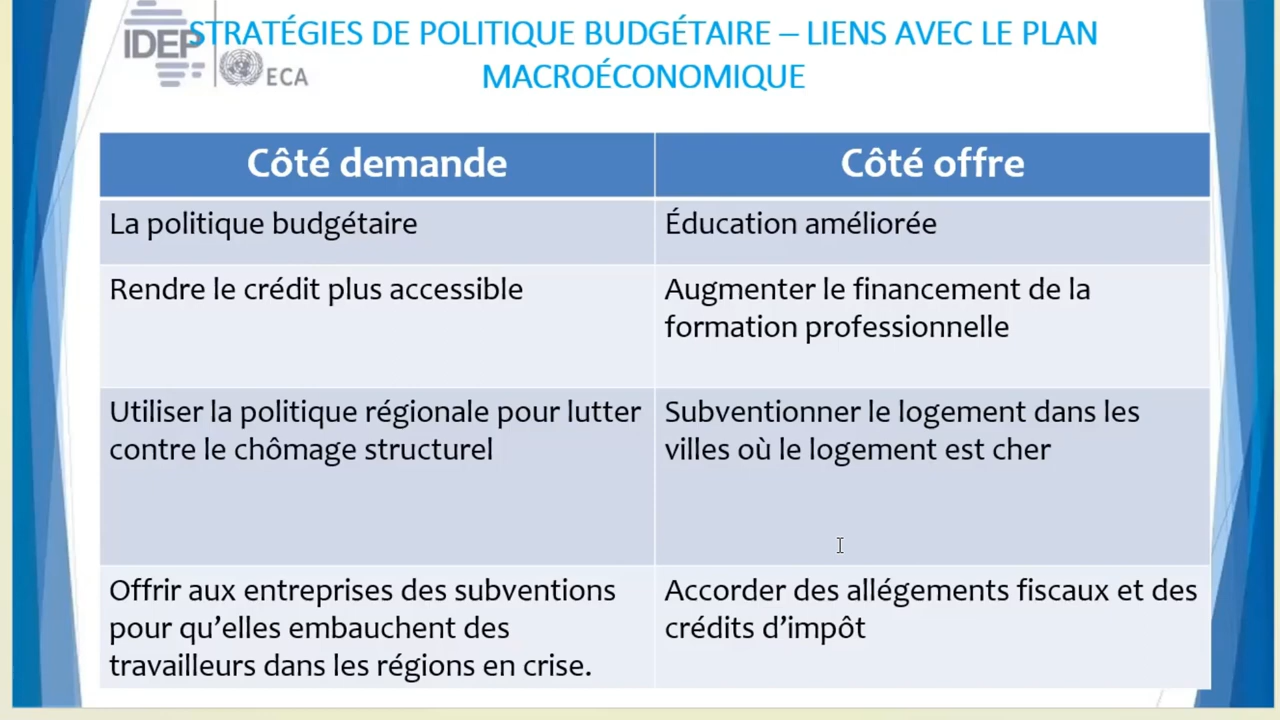 STRATÉGIES DE POLITIQUE BUDGÉTAIRE – LIENS AVEC LE PLAN
MACROÉCONOMIQUE
IDEP
ECA
Côté demande
Côté offre
La politique budgétaire
Éducation améliorée
Rendre le crédit plus accessible
Augmenter le financement de la
formation professionnelle
Utiliser la politique régionale pour lutter
contre le chômage structurel
Subventionner le logement dans les
villes où le logement est cher
Offrir aux entreprises des subventions
pour qu’elles embauchent des
travailleurs dans les régions en crise.
Accorder des allégements fiscaux et des
crédits d’impôt